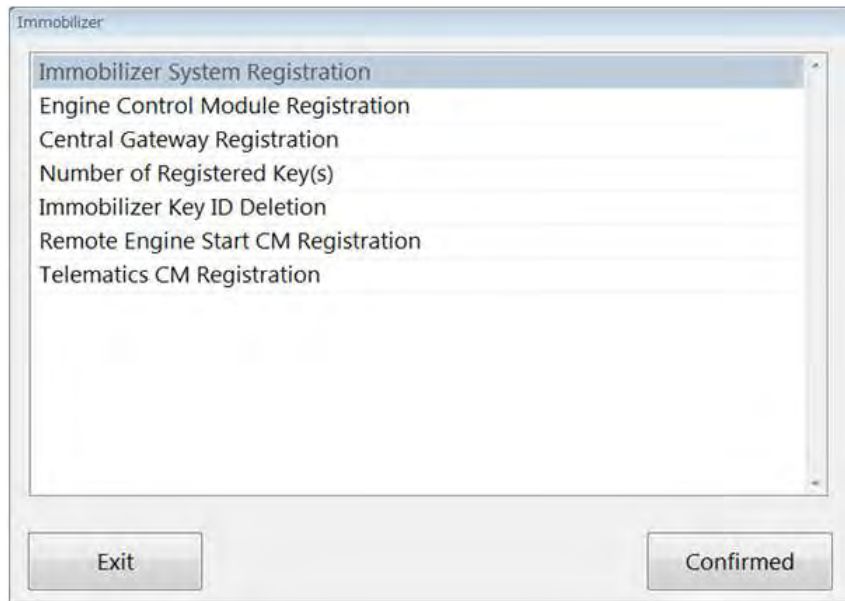 Immobilizer
Immobilizer System Registration
Engine Control Module Registration
Central Gateway Registration
Number of Registered Key(s)
Immobilizer Key ID Deletion
Remote Engine Start CM Registration
Telematics CM Registration
Exit
Confirmed